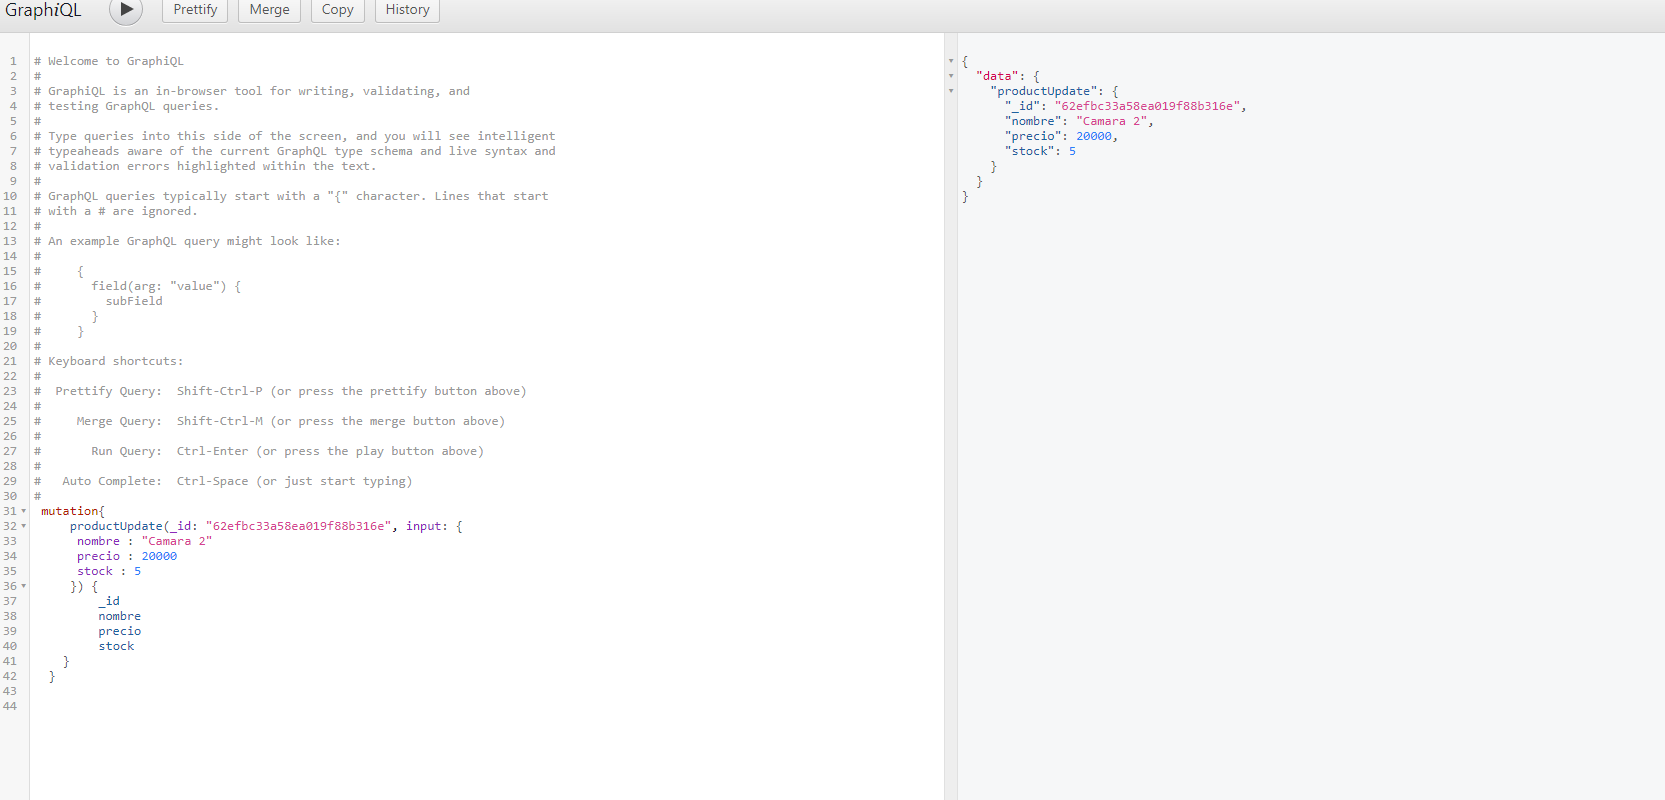 GraphiQL
Prettify
Merge
Copy
History
1 # Welcome to GraphiQL
2 #
3 # GraphiQL is an in-browser tool for writing, validating, and
4 # testing GraphQL queries.
5 #
6 # Type queries into this side of the screen, and you will see intelligent
7 # typeaheads aware of the current GraphQL type schema and live syntax and
8 # validation errors highlighted within the text.
9 #
10 # GraphQL queries typically start with a "{" character. Lines that start
11 # with a # are ignored.
12 #
13 # An example GraphQL query might look like:
14 #
15 #     {
16 #       field(arg: "value") {
17 #         subField
18 #       }
19 #     }
20 #
21 # Keyboard shortcuts:
22 #
23 #  Prettify Query:  Shift-Ctrl-P (or press the prettify button above)
24 #
25 #     Merge Query:  Shift-Ctrl-M (or press the merge button above)
26 #
27 #       Run Query:  Ctrl-Enter (or press the play button above)
28 #
29 #   Auto Complete:  Ctrl-Space (or just start typing)
30 #
31  mutation{
32      productUpdate(_id: "62efbc33a58ea019f88b316e", input: {
33       nombre : "Camara 2"
34       precio : 20000
35       stock : 5
36      }) {
37          _id
38          nombre
39          precio
40          stock
41     }
42   }
43
44
{
  "data": {
    "productUpdate": {
      "_id": "62efbc33a58ea019f88b316e",
      "nombre": "Camara 2",
      "precio": 20000,
      "stock": 5
    }
  }
}